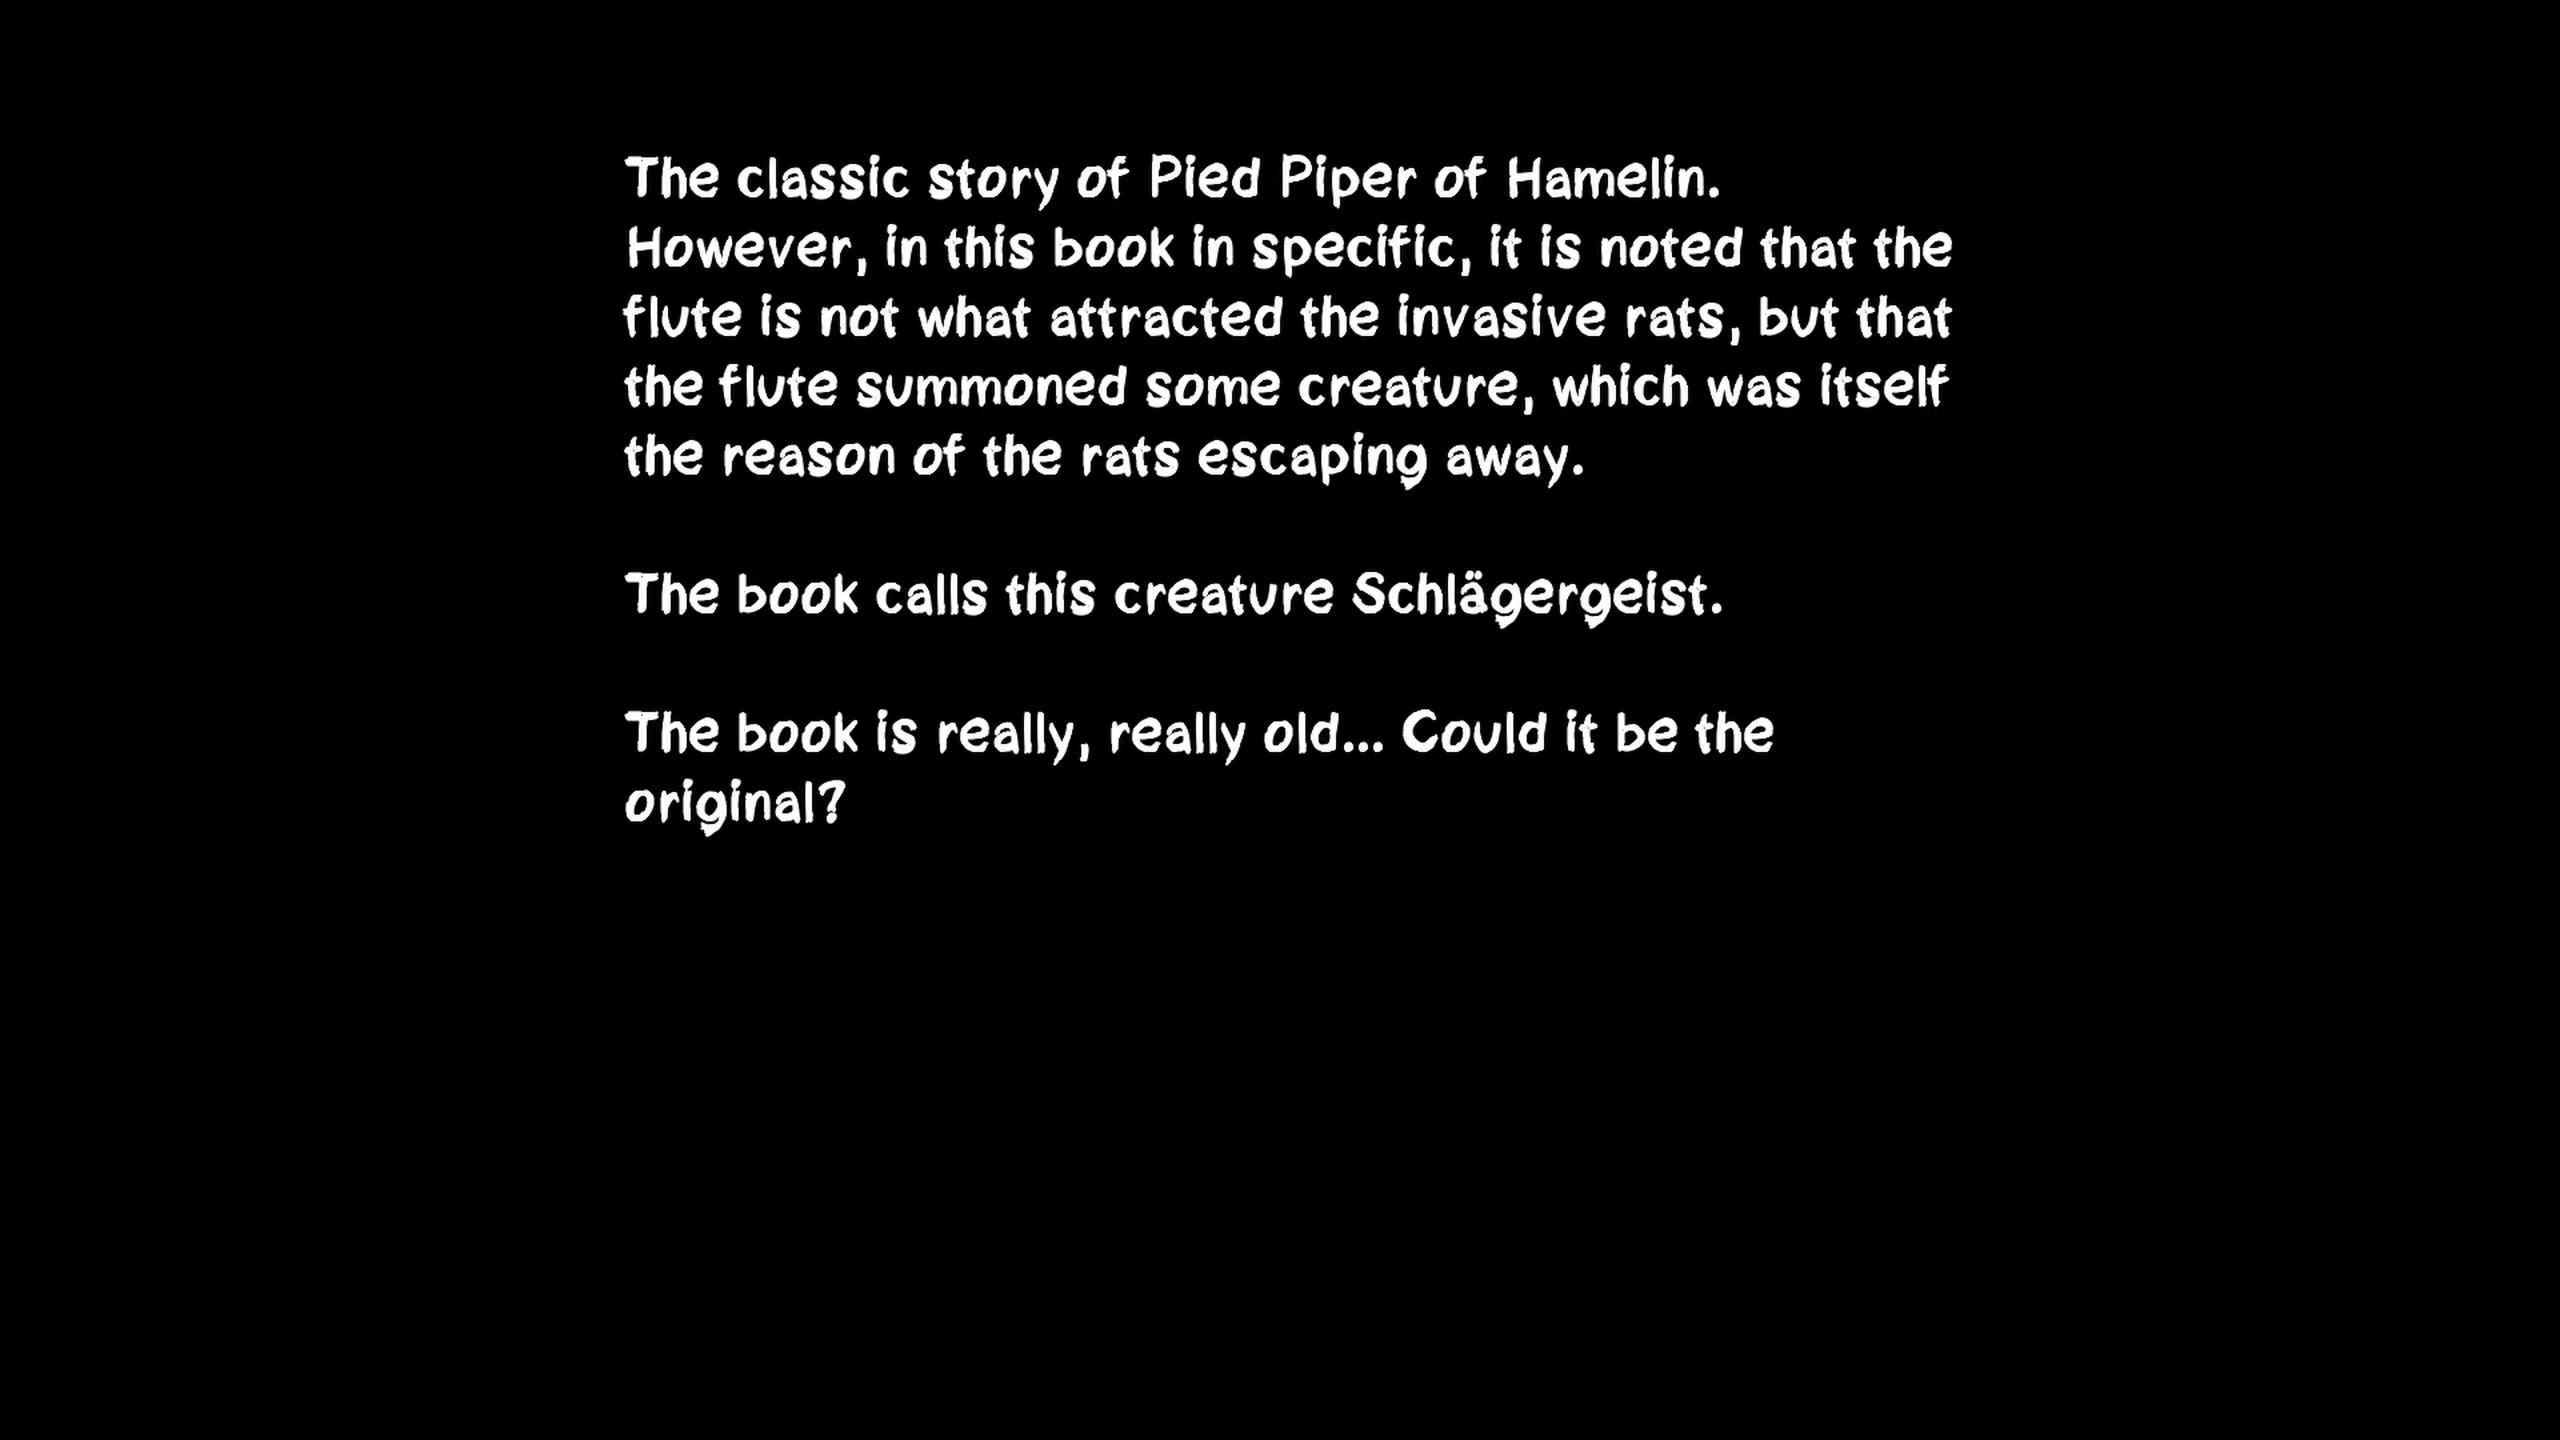 The classic story of Pied Piper of Hamelin.
However, in this book in specific, it is noted that the
flute is not what attracted the invasive rats, but that
the flute summoned some creature, which was itself
the reason of the rats escaping away.
The book calls this creature Schlägergeist.
The book is really, really old... Could it be the
original?